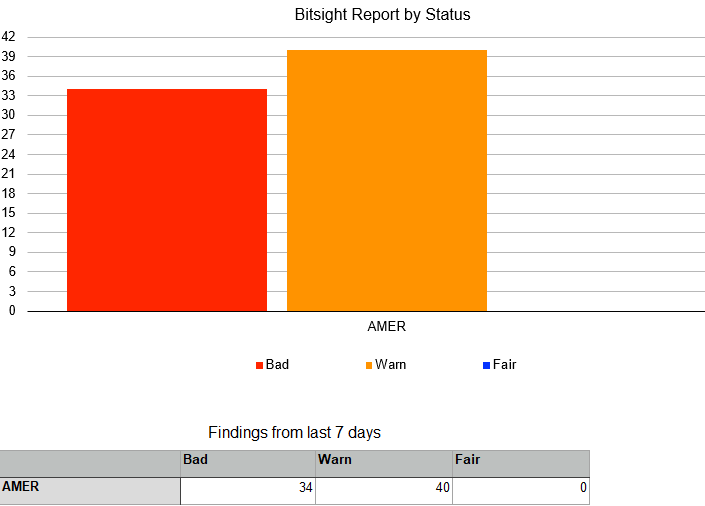 Bitsight Report by Status
42
39
36
33
30
27
24
21
18
15
12
9
6
3
0
AMER
Bad Warn Fair
Findings from last 7 days
Bad Warn Fair
AMER 34 40 0